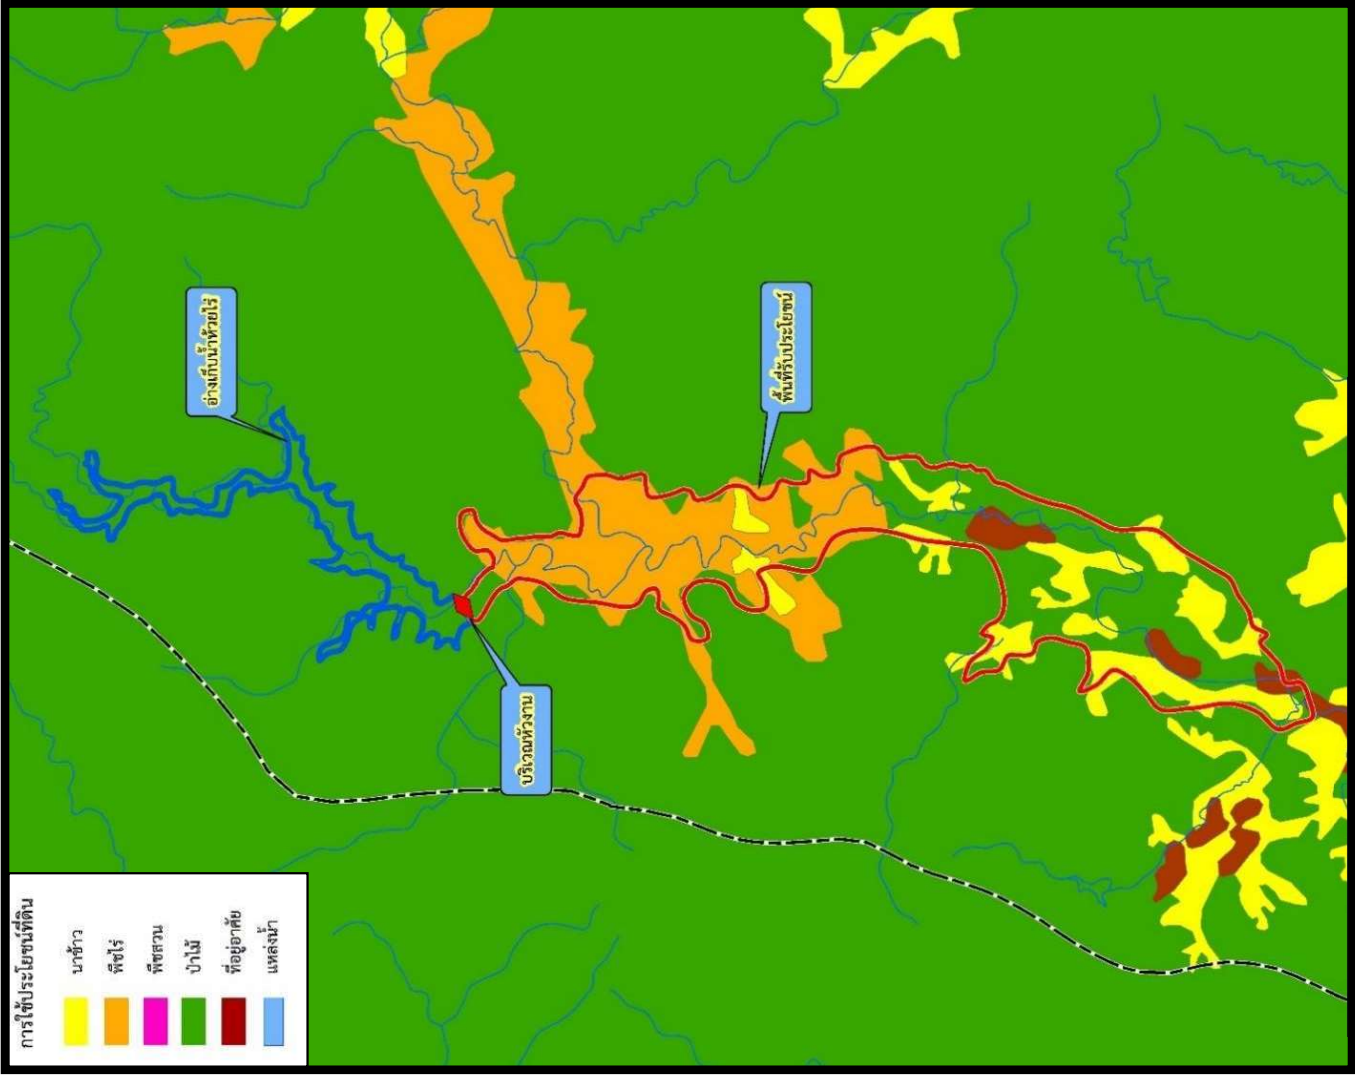 อ่างเก็บน้ำห้วยไร่
พื้นที่รับประโยชน์
บริเวณหัวงาน
การใช้ประโยชน์ที่ดิน
นาข้าว
พืชไร่
พืชสวน
ป่าไม้
ที่อยู่อาศัย
แหล่งน้ำ